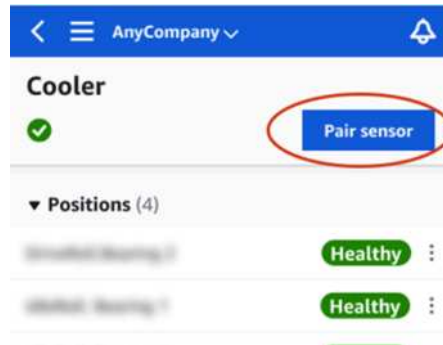 AnyCompany
Cooler
Pair sensor
Positions (4)
Healthy
Healthy